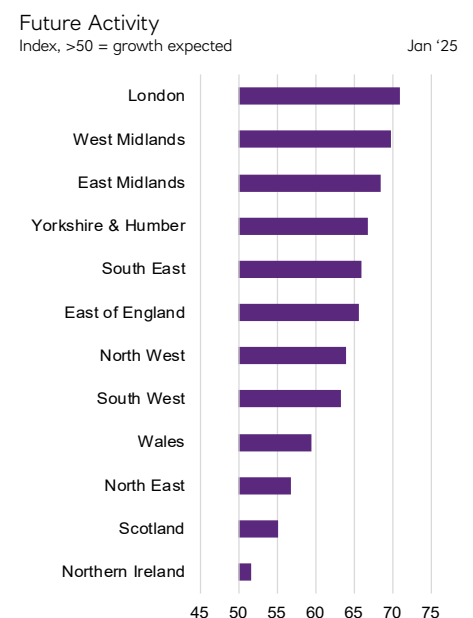 Future Activity
Index, >50 = growth expected Jan ‘25
London
West Midlands
East Midlands
Yorkshire & Humber
South East
East of England
North West
South West
Wales
North East
Scotland
Northern Ireland
45 50 55 60 65 70 75